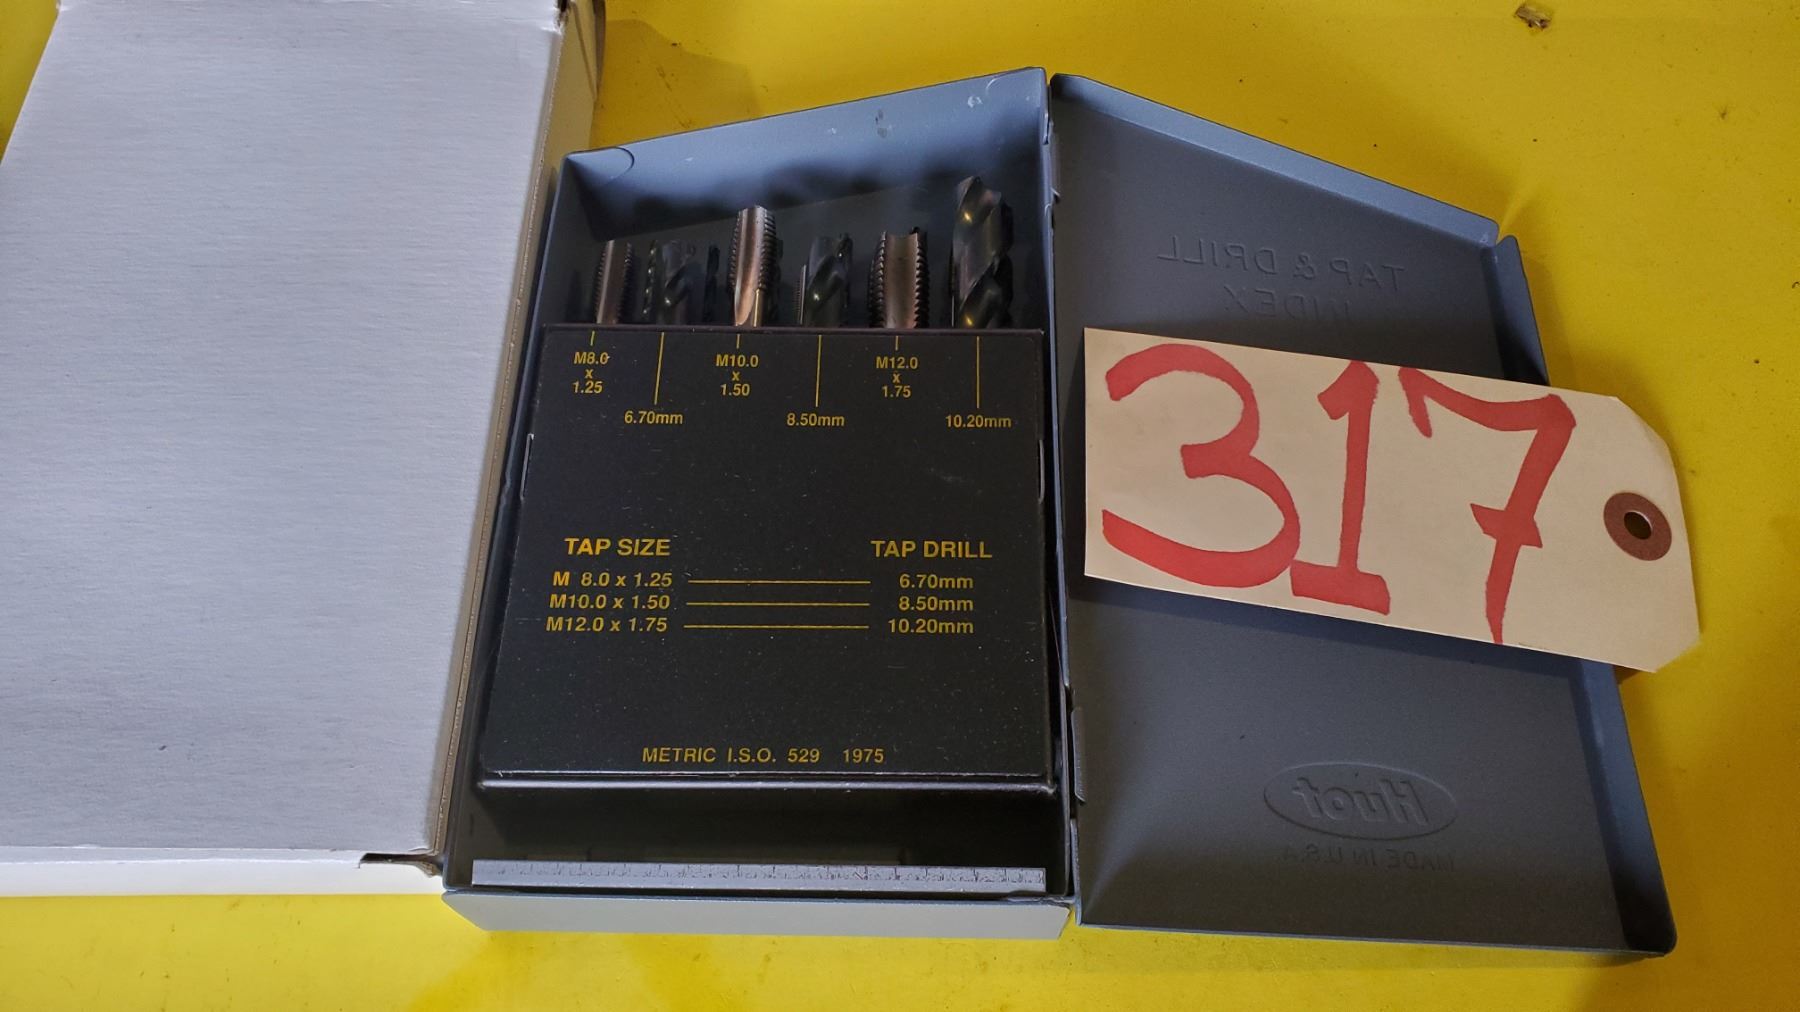 M8.0
x
1.25
6.70mm
M10.0
x
1.50
8.50mm
M12.0
x
1.75
10.20mm
TAP SIZE TAP DRILL
M 8.0 x 1.25 6.70mm
M10.0 x 1.50 8.50mm
M12.0 x 1.75 10.20mm
METRIC I.S.O. 529 1975
TAP & DRILL
INDEX
317
Huot
MADE IN U.S.A.